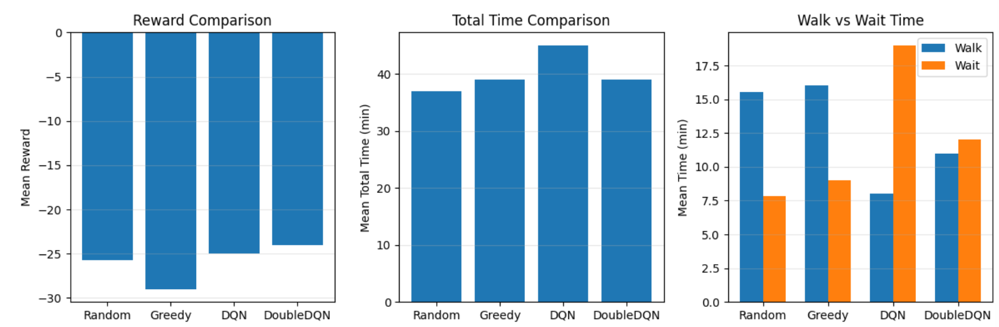 Reward Comparison
0
−5
−10
−15
−20
−25
−30
Mean Reward
Random Greedy DQN DoubleDQN
Total Time Comparison
40
30
20
10
0
Mean Total Time (min)
Random Greedy DQN DoubleDQN
Walk vs Wait Time
Walk
Wait
17.5
15.0
12.5
10.0
7.5
5.0
2.5
0.0
Mean Time (min)
Random Greedy DQN DoubleDQN